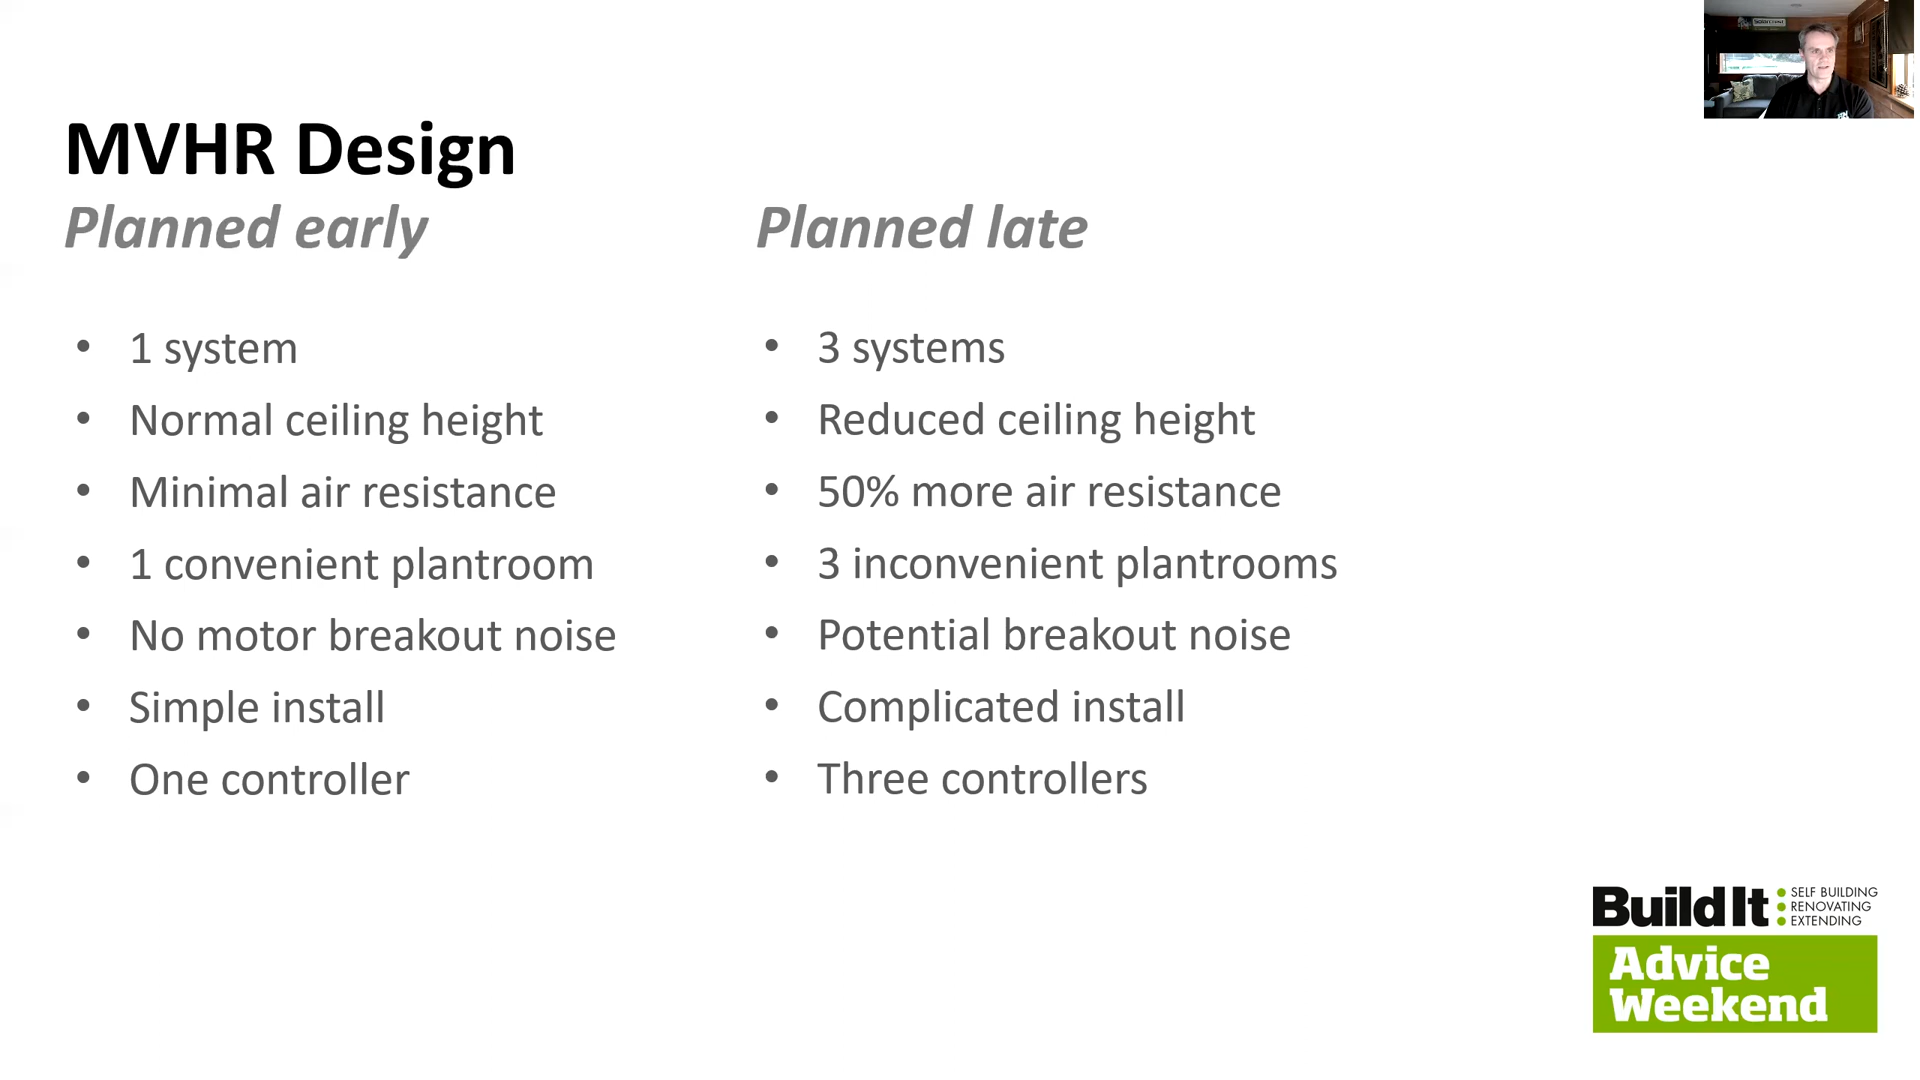 MVHR Design
Planned early
• 1 system
• Normal ceiling height
• Minimal air resistance
• 1 convenient plantroom
• No motor breakout noise
• Simple install
• One controller
Planned late
• 3 systems
• Reduced ceiling height
• 50% more air resistance
• 3 inconvenient plantrooms
• Potential breakout noise
• Complicated install
• Three controllers
Build It
SELF BUILDING
RENOVATING
EXTENDING
Advice
Weekend